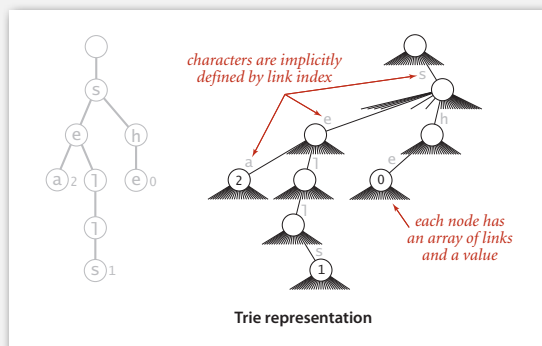 characters are implicitly
defined by link index
s
s
e
h
e
h
a 2
l
e 0
a
l
e
2
0
l
l
each node has
an array of links
and a value
s
s 1
1
Trie representation